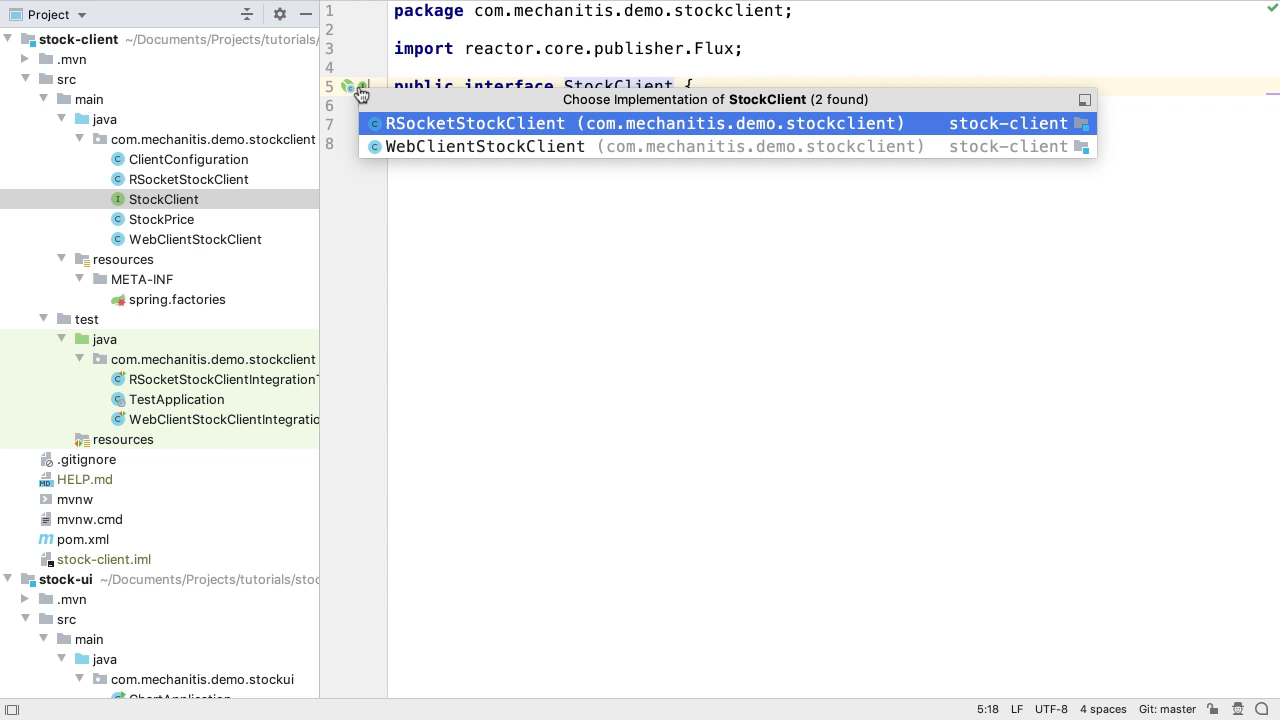 Project
stock-client ~/Documents/Projects/tutorials/
.mvn
src
main
java
com.mechanitis.demo.stockclient
ClientConfiguration
RSocketStockClient
StockClient
StockPrice
WebClientStockClient
resources
META-INF
spring.factories
test
java
com.mechanitis.demo.stockclient
RSocketStockClientIntegration
TestApplication
WebClientStockClientIntegratio
resources
.gitignore
HELP.md
mvnw
mvnw.cmd
pom.xml
stock-client.iml
stock-ui ~/Documents/Projects/tutorials/stoc
.mvn
src
main
java
com.mechanitis.demo.stockui
ChartApplication
1 package com.mechanitis.demo.stockclient;
2
3 import reactor.core.publisher.Flux;
4
5 public interface StockClient {
6
7
8
Choose Implementation of StockClient (2 found)
RSocketStockClient (com.mechanitis.demo.stockclient) stock-client
WebClientStockClient (com.mechanitis.demo.stockclient) stock-client
5:18 LF UTF-8 4 spaces Git: master